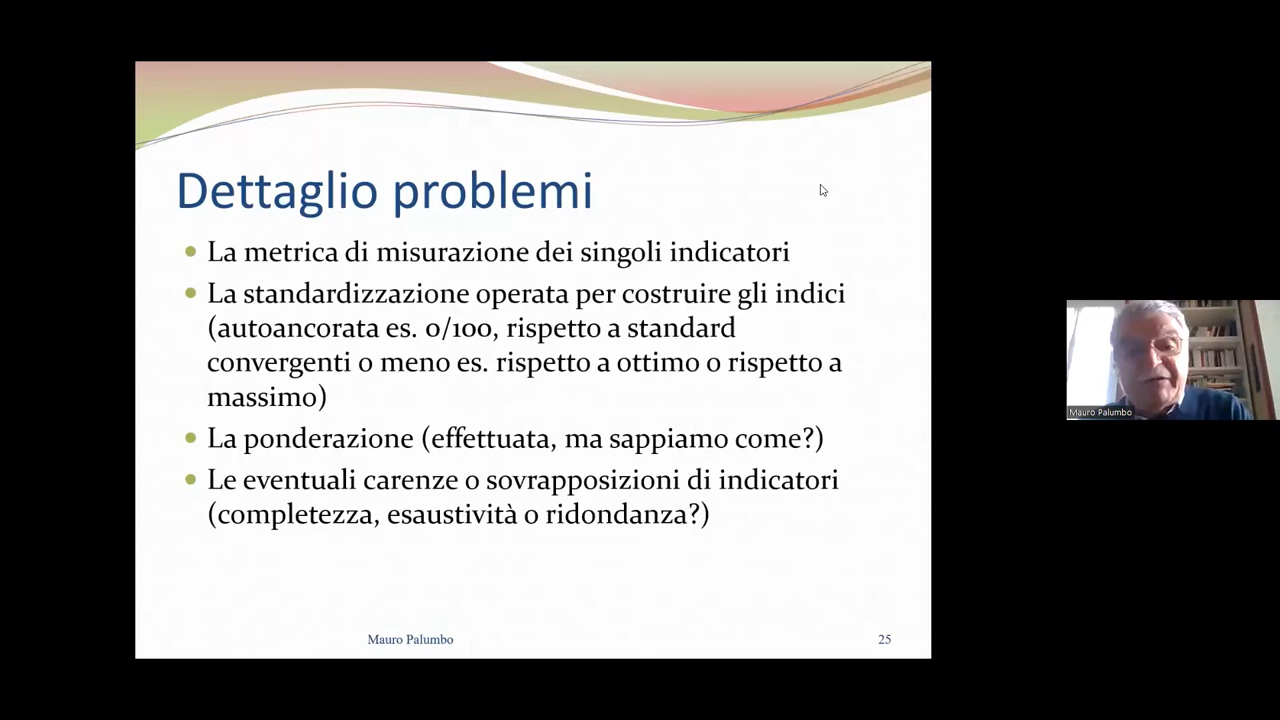 Dettaglio problemi
La metrica di misurazione dei singoli indicatori
La standardizzazione operata per costruire gli indici
(autoancorata es. 0/100, rispetto a standard
convergenti o meno es. rispetto a ottimo o rispetto a
massimo)
La ponderazione (effettuata, ma sappiamo come?)
Le eventuali carenze o sovrapposizioni di indicatori
(completezza, esaustività o ridondanza?)
Mauro Palumbo
25
Mauro Palumbo